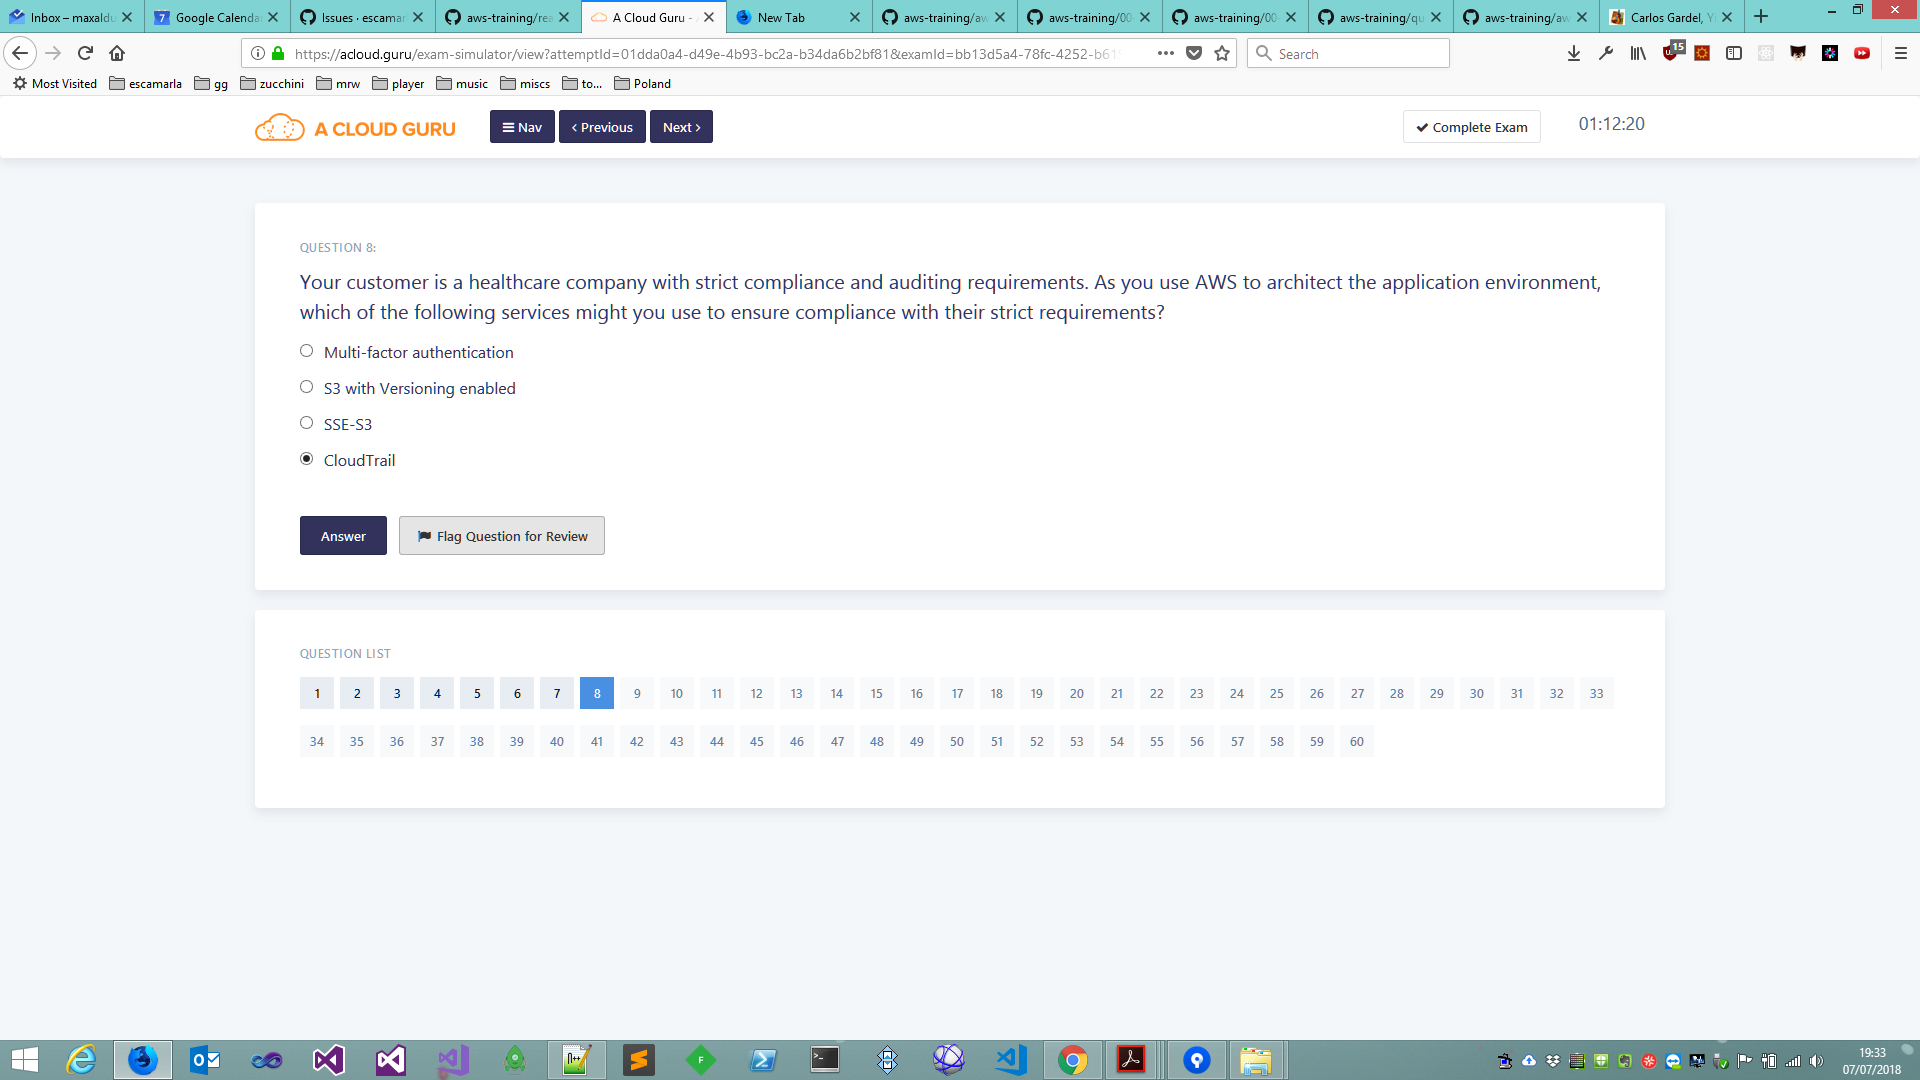 Inbox – maxaldu
Google Calenda
Issues · escamar
aws-training/rea
A Cloud Guru -
New Tab
aws-training/aw
aws-training/00
aws-training/00
aws-training/qu
aws-training/aw
Carlos Gardel, Y
https://acloud.guru/exam-simulator/view?attemptId=01dda0a4-d49e-4b93-bc2a-b34da6b2bf81&examId=bb13d5a4-78fc-4252-b61
Search
15
Most Visited
escamarla
gg
zucchini
mrw
player
music
miscs
to...
Poland
A CLOUD GURU
Nav
Previous
Next
Complete Exam
01:12:20
QUESTION 8:
Your customer is a healthcare company with strict compliance and auditing requirements. As you use AWS to architect the application environment,
which of the following services might you use to ensure compliance with their strict requirements?
Multi-factor authentication
S3 with Versioning enabled
SSE-S3
CloudTrail
Answer
Flag Question for Review
QUESTION LIST
1 2 3 4 5 6 7 8 9 10 11 12 13 14 15 16 17 18 19 20 21 22 23 24 25 26 27 28 29 30 31 32 33
34 35 36 37 38 39 40 41 42 43 44 45 46 47 48 49 50 51 52 53 54 55 56 57 58 59 60
19:33
07/07/2018